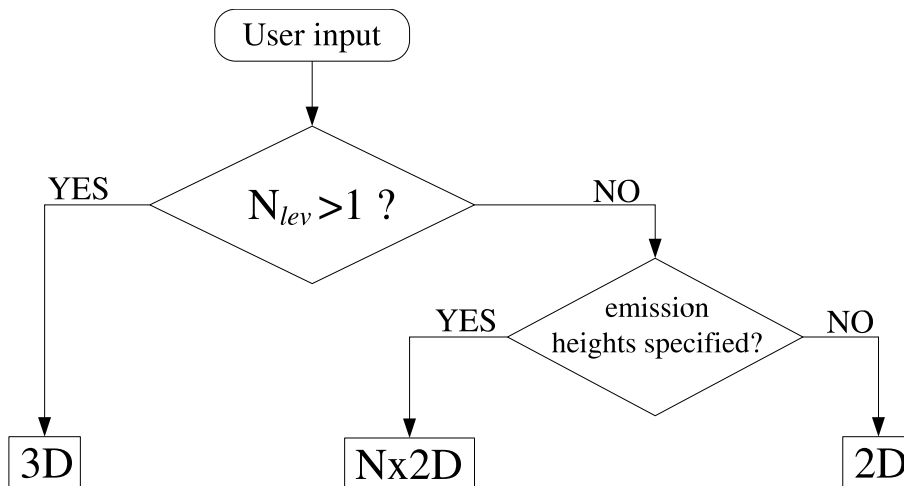 User input
N_lev >1 ?
YES
NO
emission
heights specified?
YES
NO
3D
Nx2D
2D